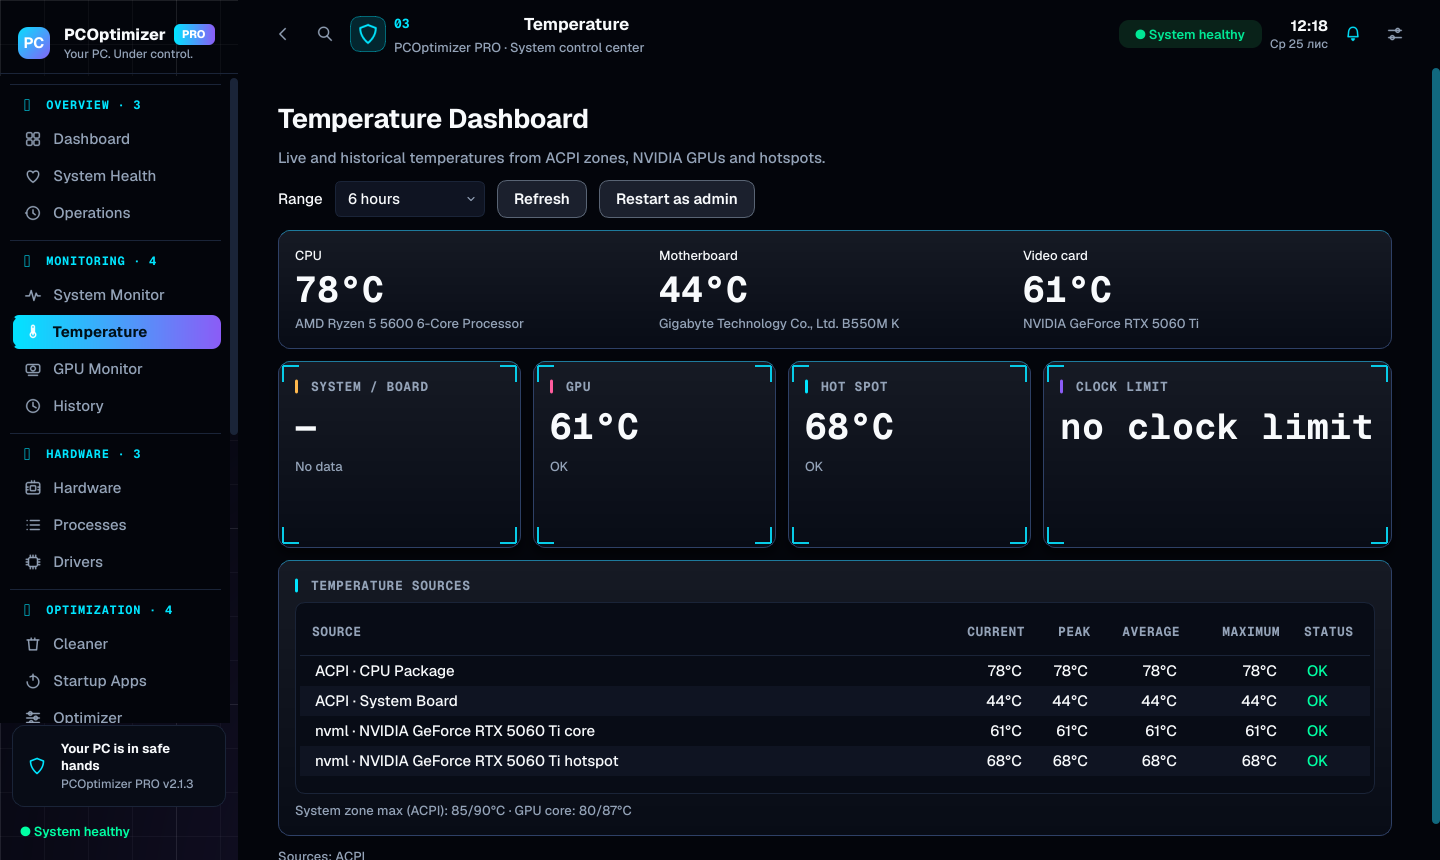 PC
PCOptimizer PRO
Your PC. Under control.
OVERVIEW · 3
Dashboard
System Health
Operations
MONITORING · 4
System Monitor
Temperature
GPU Monitor
History
HARDWARE · 3
Hardware
Processes
Drivers
OPTIMIZATION · 4
Cleaner
Startup Apps
Optimizer
Your PC is in safe
hands
PCOptimizer PRO v2.1.3
System healthy
03 Temperature
PCOptimizer PRO · System control center
System healthy
12:18
Ср 25 лис
Temperature Dashboard
Live and historical temperatures from ACPI zones, NVIDIA GPUs and hotspots.
Range 6 hours Refresh Restart as admin
CPU Motherboard Video card
78°C 44°C 61°C
AMD Ryzen 5 5600 6-Core Processor Gigabyte Technology Co., Ltd. B550M K NVIDIA GeForce RTX 5060 Ti
SYSTEM / BOARD GPU HOT SPOT CLOCK LIMIT
— 61°C 68°C no clock limit
No data OK OK
TEMPERATURE SOURCES
SOURCE CURRENT PEAK AVERAGE MAXIMUM STATUS
ACPI · CPU Package 78°C 78°C 78°C 78°C OK
ACPI · System Board 44°C 44°C 44°C 44°C OK
nvml · NVIDIA GeForce RTX 5060 Ti core 61°C 61°C 61°C 61°C OK
nvml · NVIDIA GeForce RTX 5060 Ti hotspot 68°C 68°C 68°C 68°C OK
System zone max (ACPI): 85/90°C · GPU core: 80/87°C
Sources: ACPI